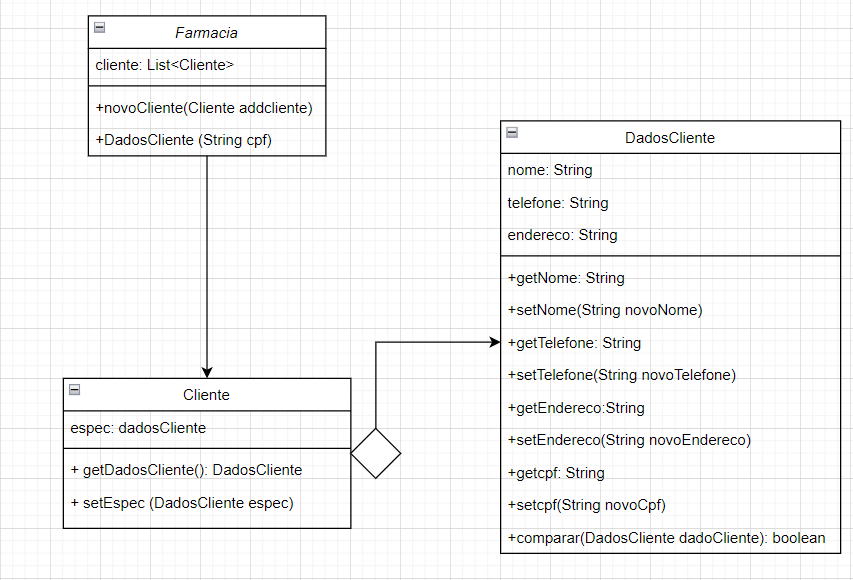 Farmacia
cliente: List<Cliente>
+novoCliente(Cliente addcliente)
+DadosCliente (String cpf)
DadosCliente
nome: String
telefone: String
endereco: String
+getNome: String
+setNome(String novoNome)
+getTelefone: String
+setTelefone(String novoTelefone)
+getEndereco:String
+setEndereco(String novoEndereco)
+getcpf: String
+setcpf(String novoCpf)
+comparar(DadosCliente dadoCliente): boolean
Cliente
espec: dadosCliente
+ getDadosCliente(): DadosCliente
+ setEspec (DadosCliente espec)